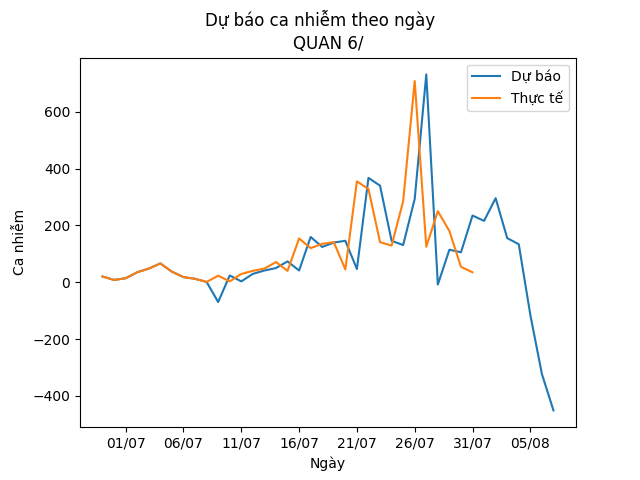 Dự báo ca nhiễm theo ngày
QUAN 6/
Dự báo
Thực tế
Ca nhiễm
600
400
200
0
−200
−400
01/07 06/07 11/07 16/07 21/07 26/07 31/07 05/08
Ngày